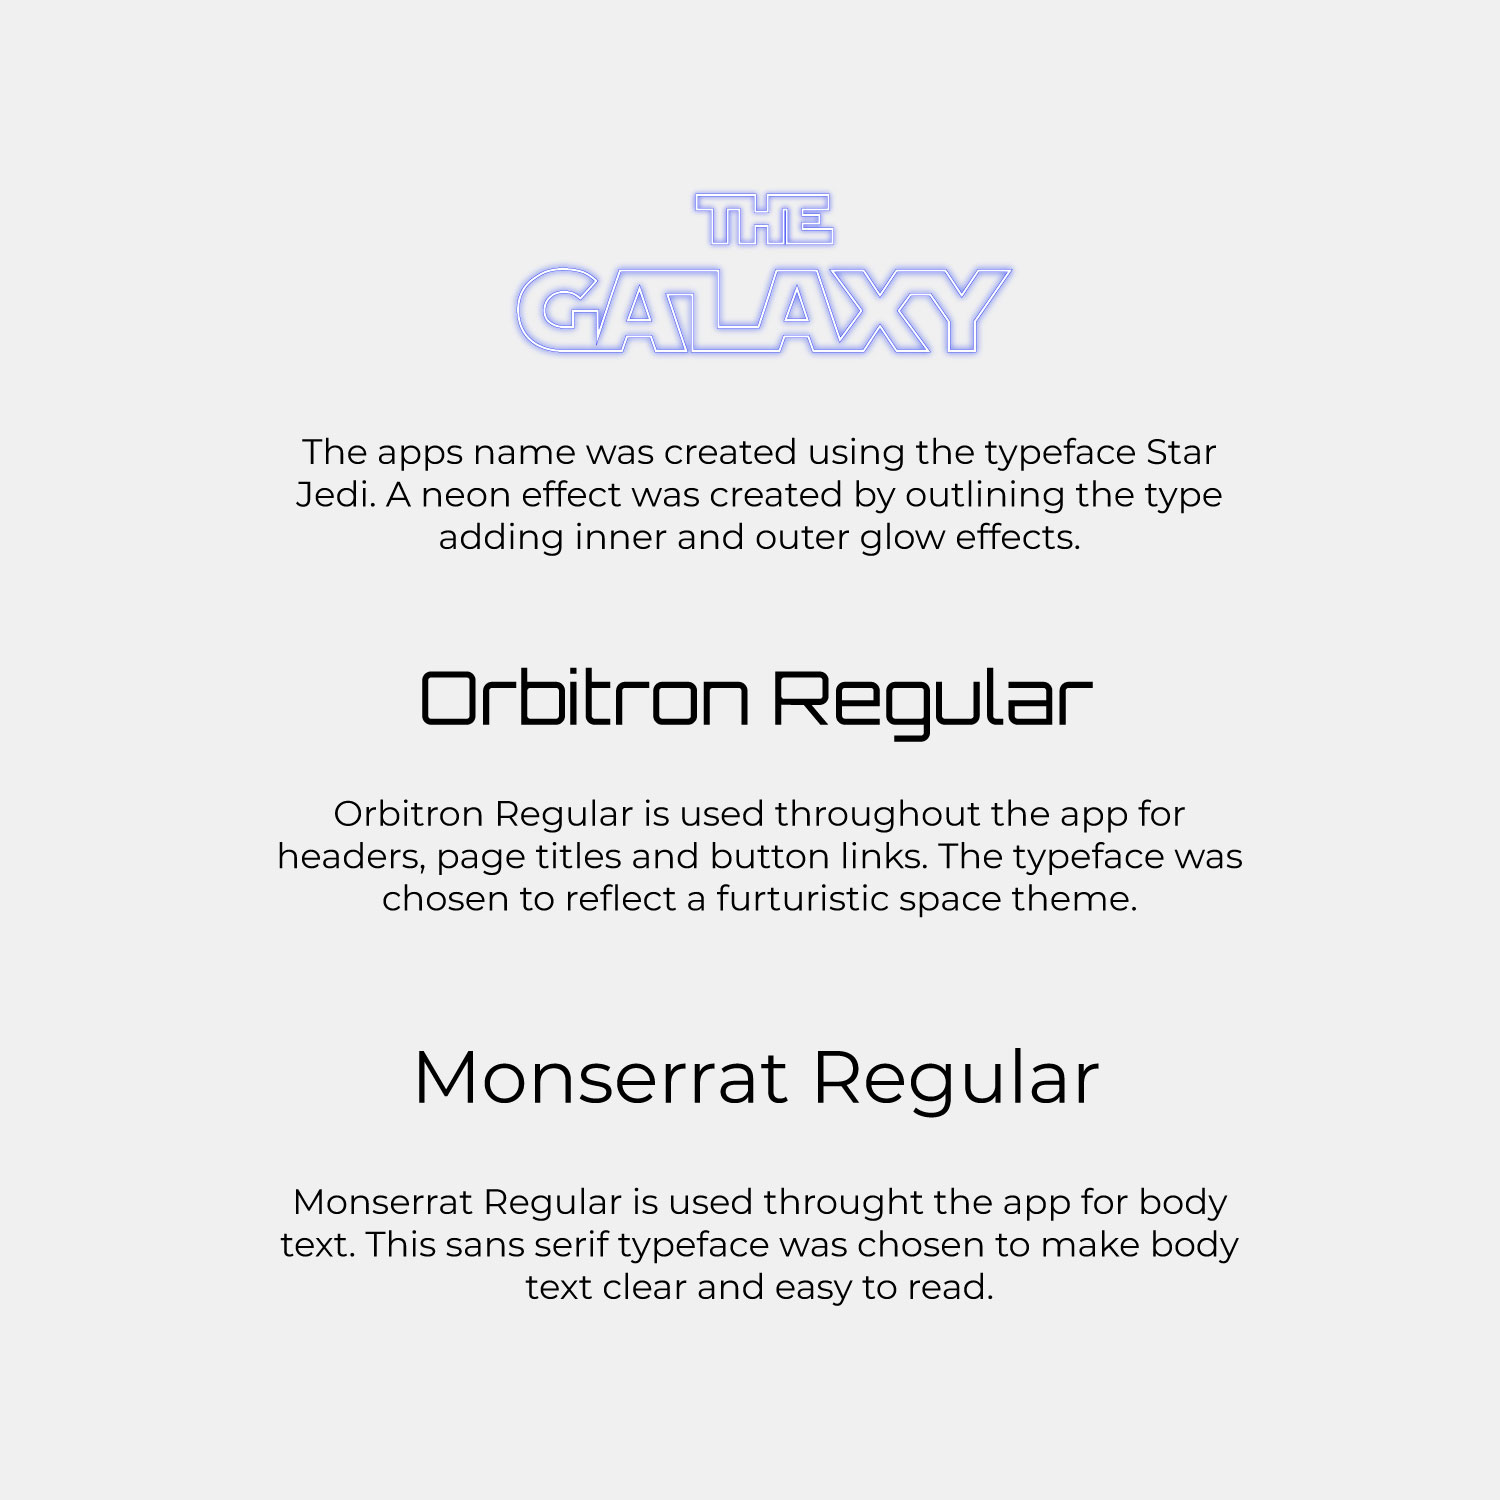 THE
GALAXY
The apps name was created using the typeface Star
Jedi. A neon effect was created by outlining the type
adding inner and outer glow effects.
Orbitron Regular
Orbitron Regular is used throughout the app for
headers, page titles and button links. The typeface was
chosen to reflect a furturistic space theme.
Monserrat Regular
Monserrat Regular is used throught the app for body
text. This sans serif typeface was chosen to make body
text clear and easy to read.